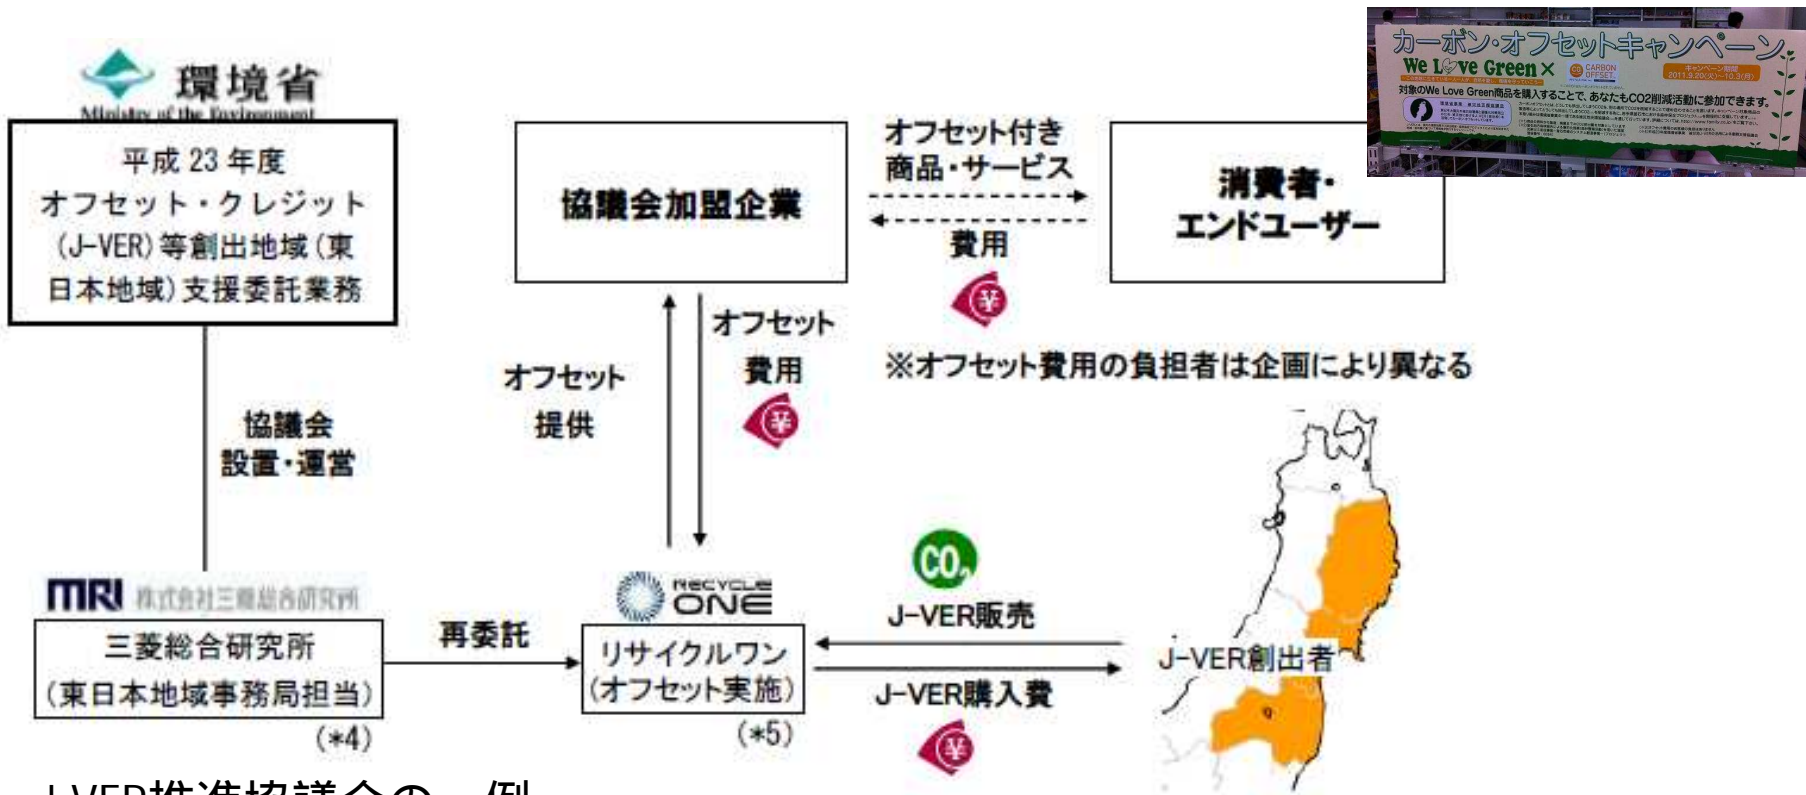 環境省
Ministry of the Environment
平成 23 年度
オフセット・クレジット
(J-VER)等創出地域(東
日本地域)支援委託業務
協議会加盟企業
オフセット付き
商品・サービス
費用
消費者・
エンドユーザー
カーボン・オフセットキャンペーン
We Love Green ×
CARBON
OFFSET
キャンペーン期間
2011.9.20(火)～10.3(月)
対象のWe Love Green商品を購入することで、あなたもCO2削減活動に参加できます。
※オフセット費用の負担者は企画により異なる
協議会
設置・運営
オフセット
提供
オフセット
費用
MRI 株式会社三菱総合研究所
三菱総合研究所
(東日本地域事務局担当)
(*4)
再委託
RECYCLE
ONE
リサイクルワン
(オフセット実施)
(*5)
CO₂
J-VER販売
J-VER購入費
J-VER創出者